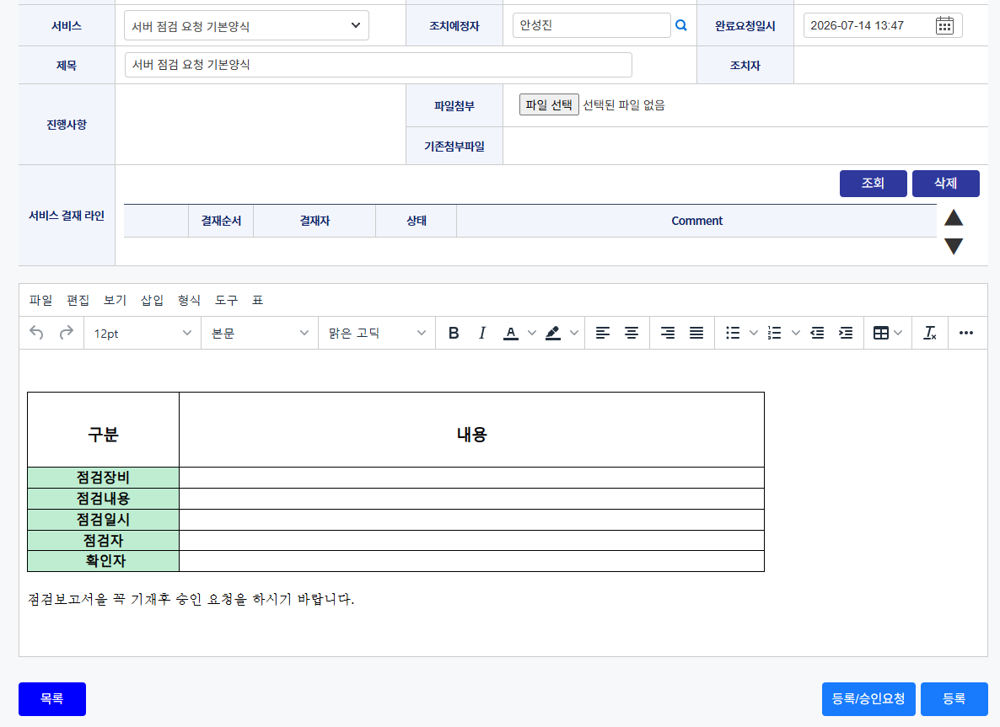 서비스 서버 점검 요청 기본양식 조치예정자 안성진 완료요청일시 2026-07-14 13:47
제목 서버 점검 요청 기본양식 조치자
진행사항
파일첨부 파일 선택 선택된 파일 없음
기존첨부파일
조회 삭제
서비스 결재 라인
결재순서 결재자 상태 Comment
파일 편집 보기 삽입 형식 도구 표
12pt 본문 맑은 고딕 B I A
구분 내용
점검장비
점검내용
점검일시
점검자
확인자
점검보고서을 꼭 기재후 승인 요청을 하시기 바랍니다.
목록 등록/승인요청 등록